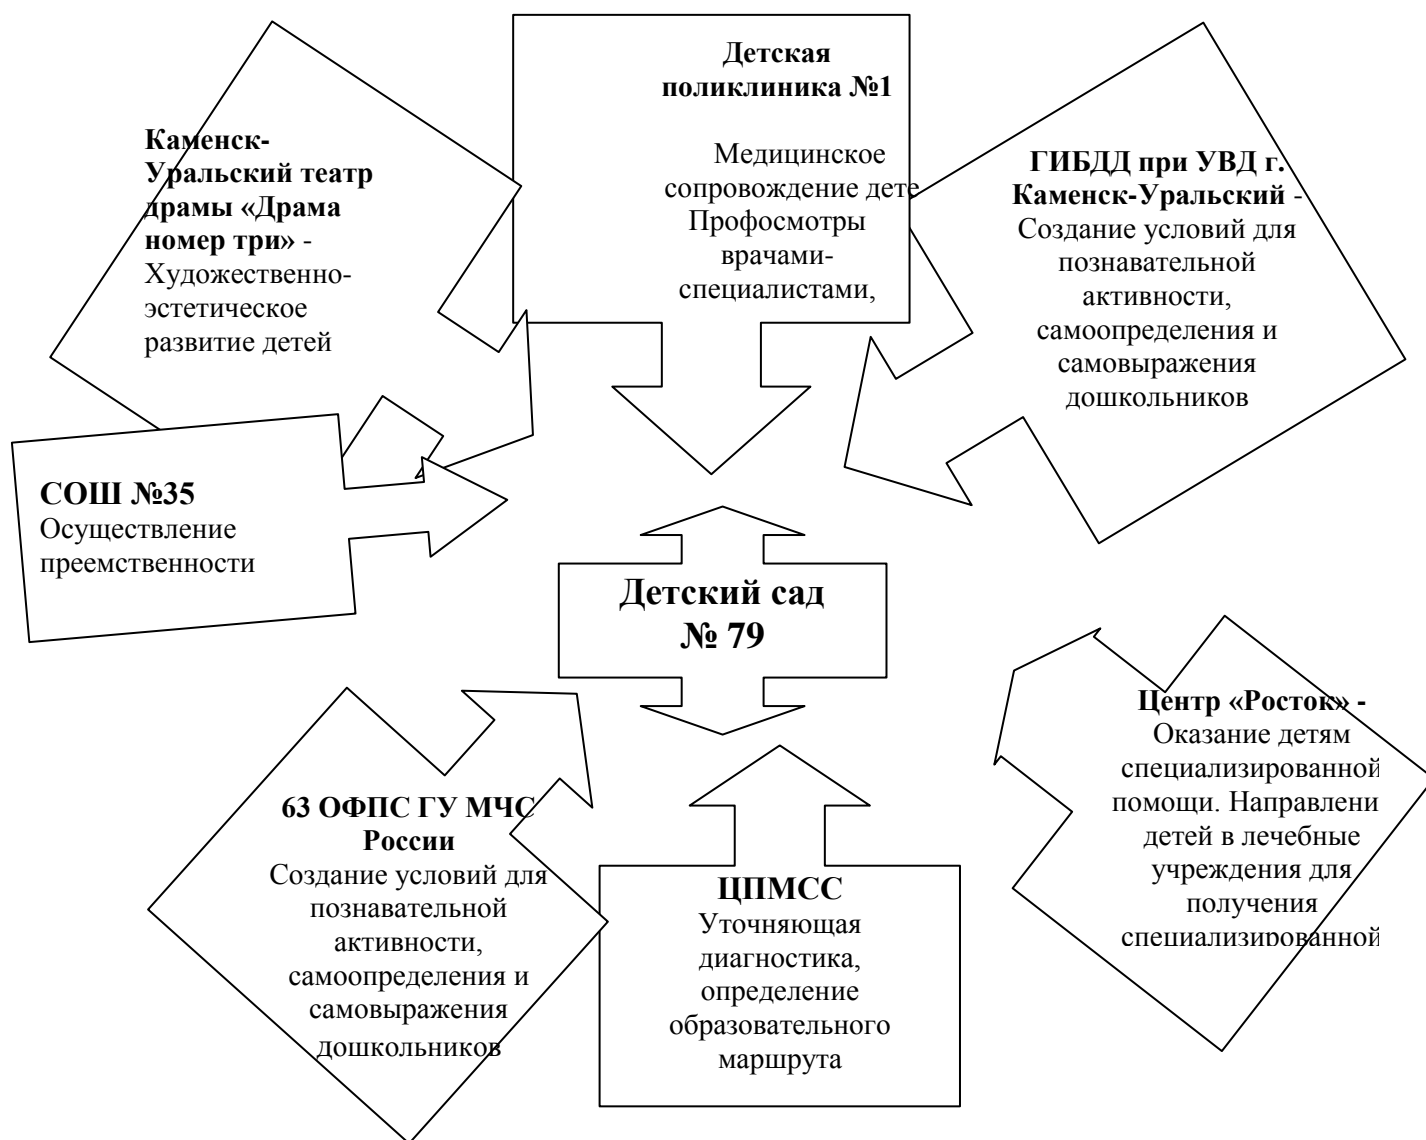 Детская
поликлиника №1
Медицинское
сопровождение дете
Профосмотры
врачами-
специалистами,
Каменск-
Уральский театр
драмы «Драма
номер три» -
Художественно-
эстетическое
развитие детей
ГИБДД при УВД г.
Каменск-Уральский -
Создание условий для
познавательной
активности,
самоопределения и
самовыражения
дошкольников
СОШ №35
Осуществление
преемственности
Детский сад
№ 79
63 ОФПС ГУ МЧС
России
Создание условий для
познавательной
активности,
самоопределения и
самовыражения
дошкольников
ЦПМСС
Уточняющая
диагностика,
определение
образовательного
маршрута
Центр «Росток» -
Оказание детям
специализированной
помощи. Направлени
детей в лечебные
учреждения для
получения
специализированной